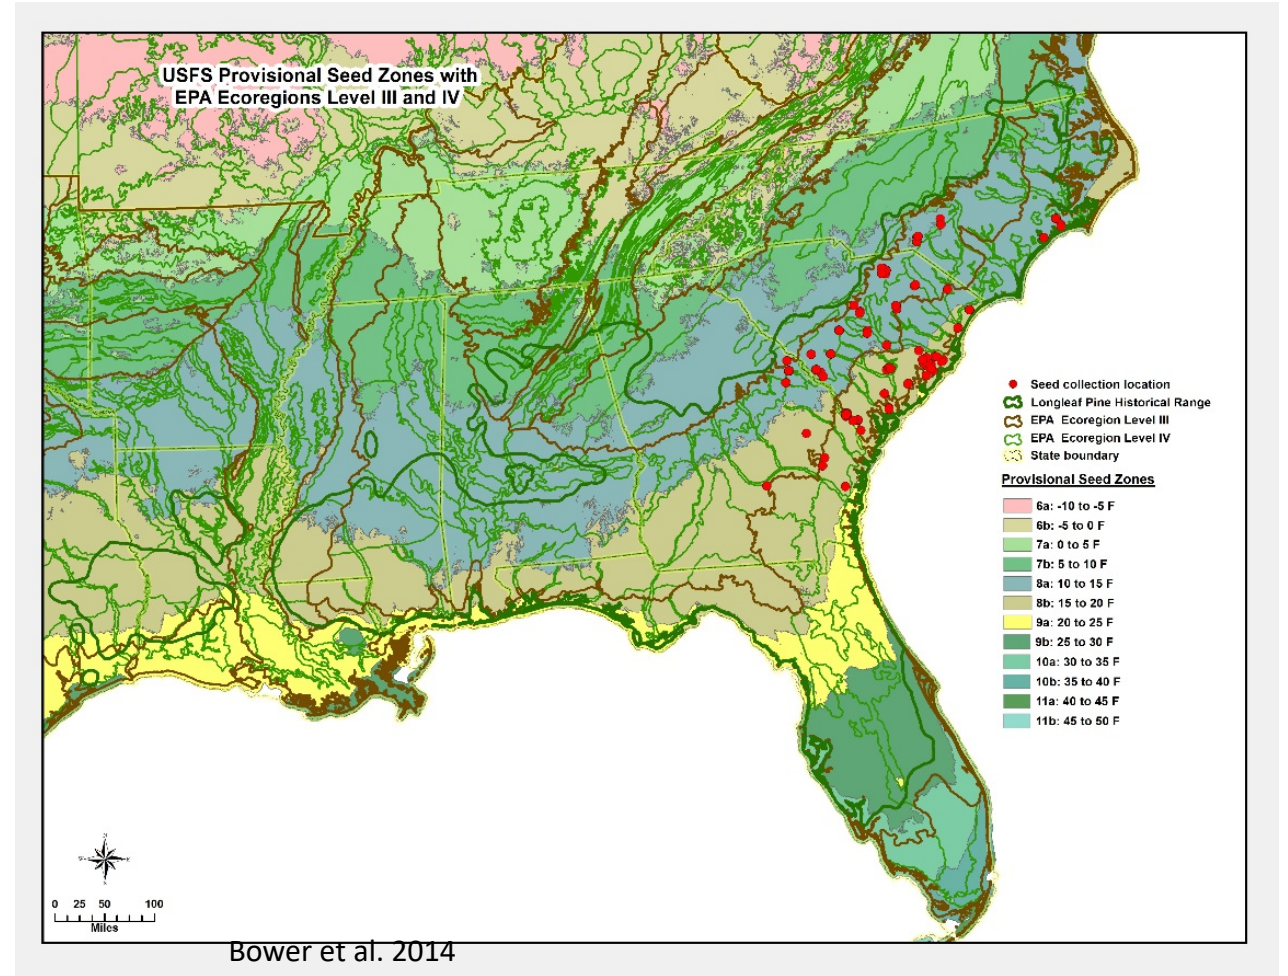 USFS Provisional Seed Zones with
EPA Ecoregions Level III and IV
Seed collection location
Longleaf Pine Historical Range
EPA Ecoregion Level III
EPA Ecoregion Level IV
State boundary
Provisional Seed Zones
6a: -10 to -5 F
6b: -5 to 0 F
7a: 0 to 5 F
7b: 5 to 10 F
8a: 10 to 15 F
8b: 15 to 20 F
9a: 20 to 25 F
9b: 25 to 30 F
10a: 30 to 35 F
10b: 35 to 40 F
11a: 40 to 45 F
11b: 45 to 50 F
N
W E
S
0 25 50 100
Miles
Bower et al. 2014